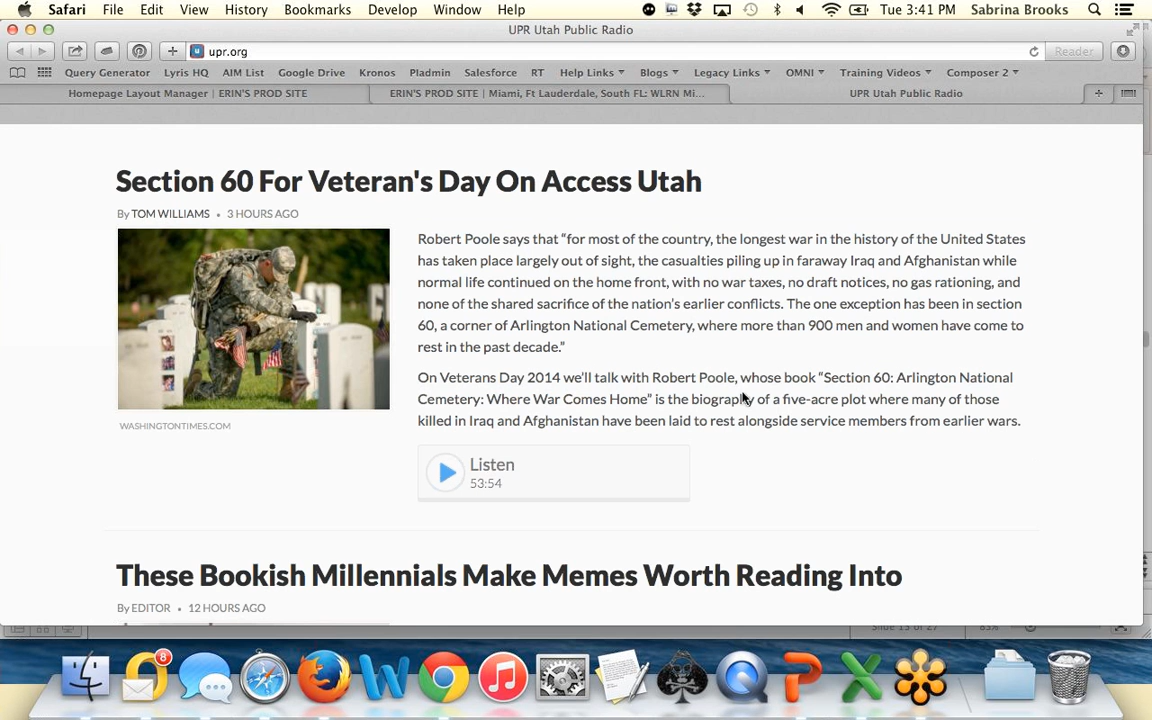 Safari File Edit View History Bookmarks Develop Window Help Tue 3:41 PM Sabrina Brooks
UPR Utah Public Radio
upr.org Reader
Query Generator Lyris HQ AIM List Google Drive Kronos Pladmin Salesforce RT Help Links Blogs Legacy Links OMNI Training Videos Composer 2
Homepage Layout Manager | ERIN'S PROD SITE ERIN'S PROD SITE | Miami, Ft Lauderdale, South FL: WLRN Mi... UPR Utah Public Radio
Section 60 For Veteran's Day On Access Utah
By TOM WILLIAMS • 3 HOURS AGO
Robert Poole says that “for most of the country, the longest war in the history of the United States
has taken place largely out of sight, the casualties piling up in faraway Iraq and Afghanistan while
normal life continued on the home front, with no war taxes, no draft notices, no gas rationing, and
none of the shared sacrifice of the nation’s earlier conflicts. The one exception has been in section
60, a corner of Arlington National Cemetery, where more than 900 men and women have come to
rest in the past decade.”
On Veterans Day 2014 we’ll talk with Robert Poole, whose book “Section 60: Arlington National
Cemetery: Where War Comes Home” is the biography of a five-acre plot where many of those
killed in Iraq and Afghanistan have been laid to rest alongside service members from earlier wars.
WASHINGTONTIMES.COM
Listen
53:54
These Bookish Millennials Make Memes Worth Reading Into
By EDITOR • 12 HOURS AGO
8